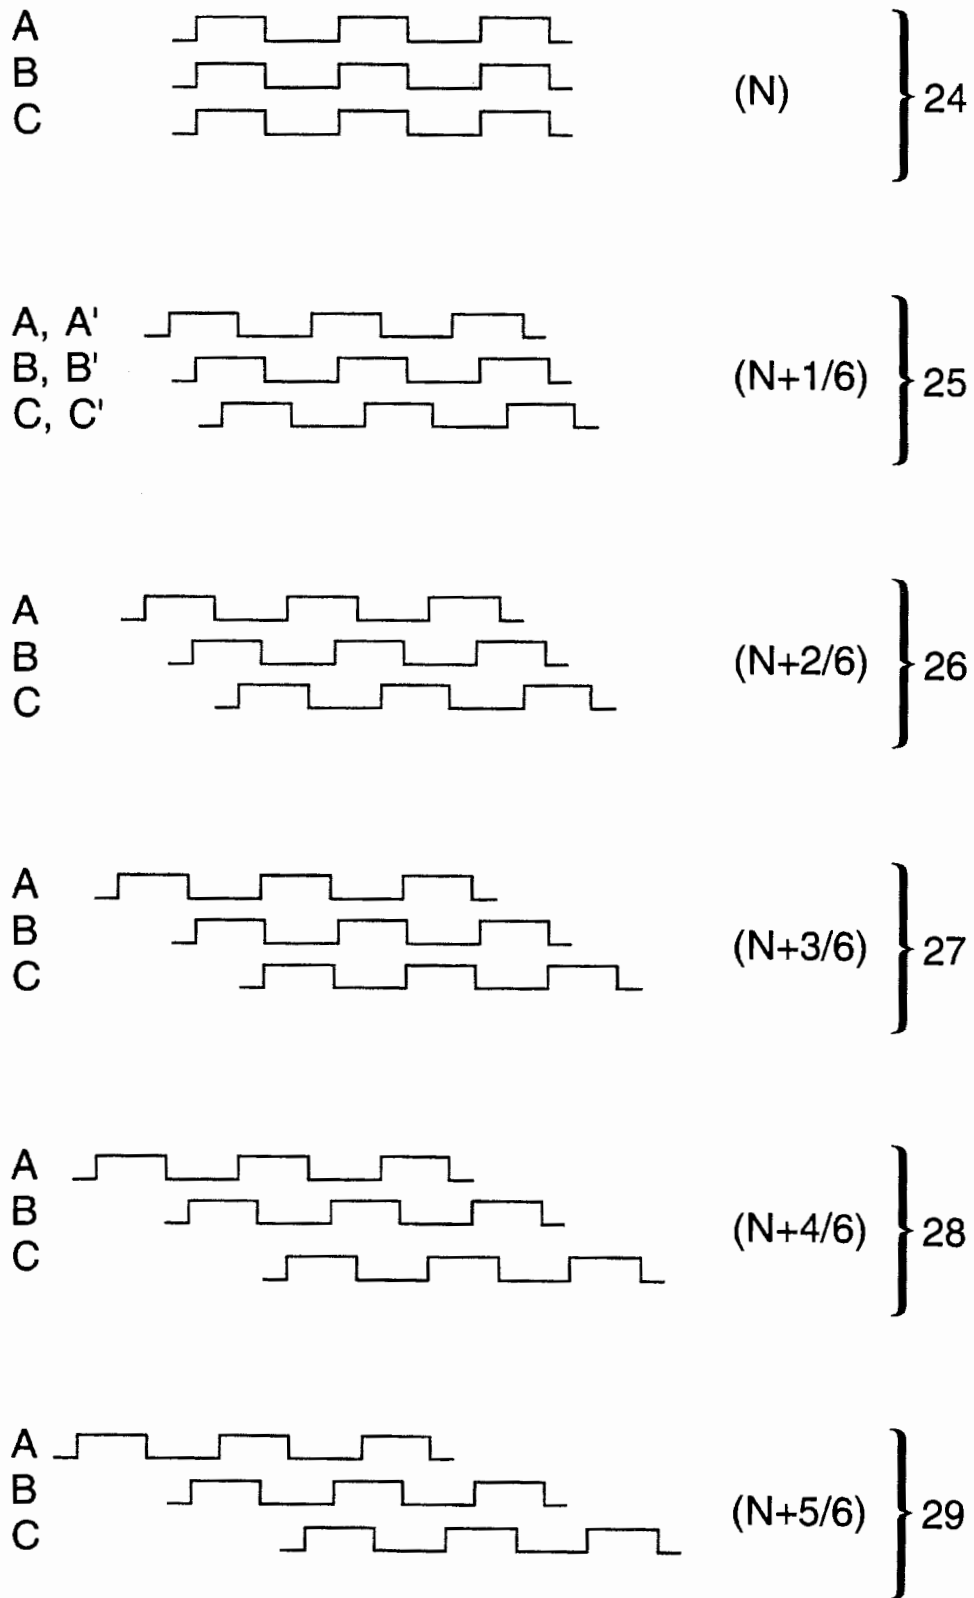 A
B
C
(N)
24
A, A'
B, B'
C, C'
(N+1/6)
25
A
B
C
(N+2/6)
26
A
B
C
(N+3/6)
27
A
B
C
(N+4/6)
28
A
B
C
(N+5/6)
29